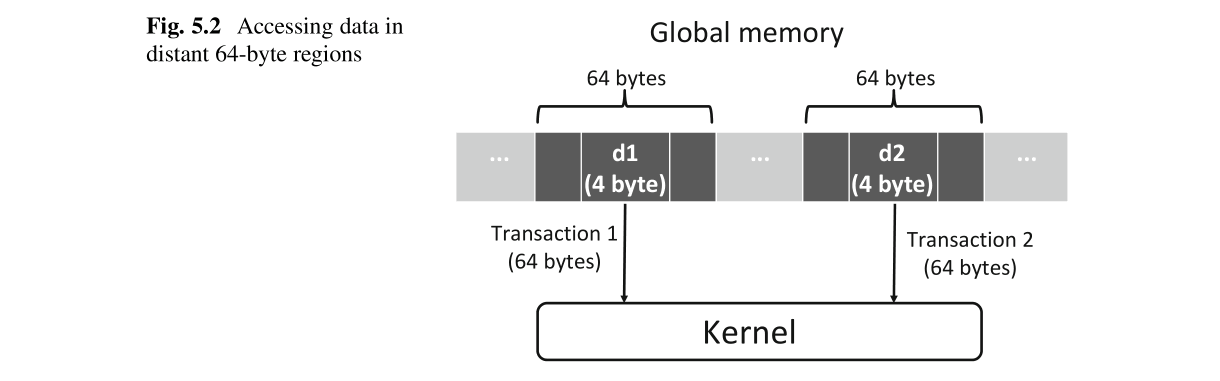 Fig. 5.2 Accessing data in
distant 64-byte regions
Global memory
64 bytes
64 bytes
...
d1
(4 byte)
...
d2
(4 byte)
...
Transaction 1
(64 bytes)
Transaction 2
(64 bytes)
Kernel